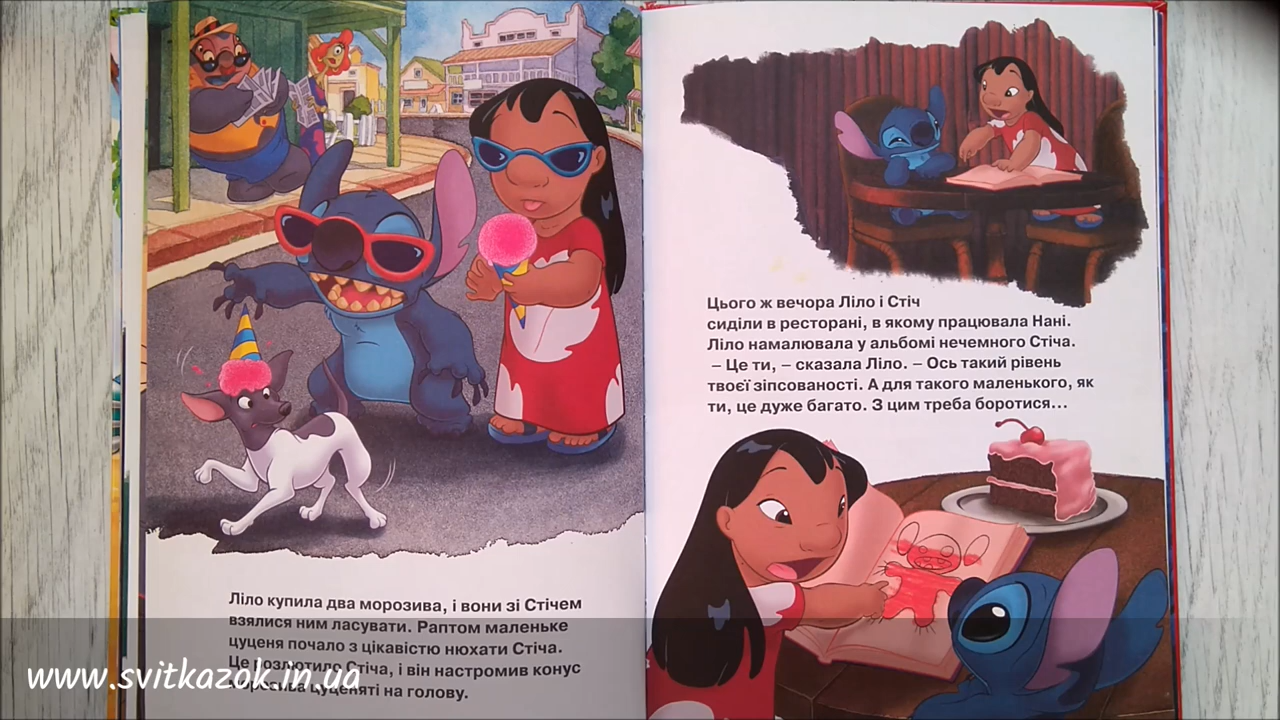 Ліло купила два морозива, і вони зі Стічем
взялися ним ласувати. Раптом маленьке
цуценя почало з цікавістю нюхати Стіча.
Це розлютило Стіча, і він настромив конус
морозива цуценяті на голову.
www.svitkazok.in.ua
Цього ж вечора Ліло і Стіч
сиділи в ресторані, в якому працювала Нані.
Ліло намалювала у альбомі нечемного Стіча.
– Це ти, – сказала Ліло. – Ось такий рівень
твоєї зіпсованості. А для такого маленького, як
ти, це дуже багато. З цим треба боротися...